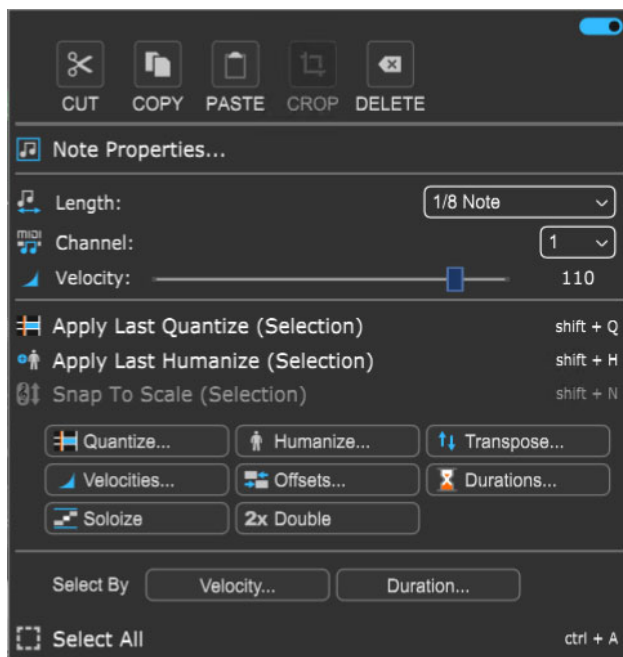 CUT COPY PASTE CROP DELETE
Note Properties...
Length: 1/8 Note
midi Channel: 1
Velocity: 110
Apply Last Quantize (Selection) shift + Q
Apply Last Humanize (Selection) shift + H
Snap To Scale (Selection) shift + N
Quantize... Humanize... Transpose...
Velocities... Offsets... Durations...
Soloize 2x Double
Select By Velocity... Duration...
Select All ctrl + A